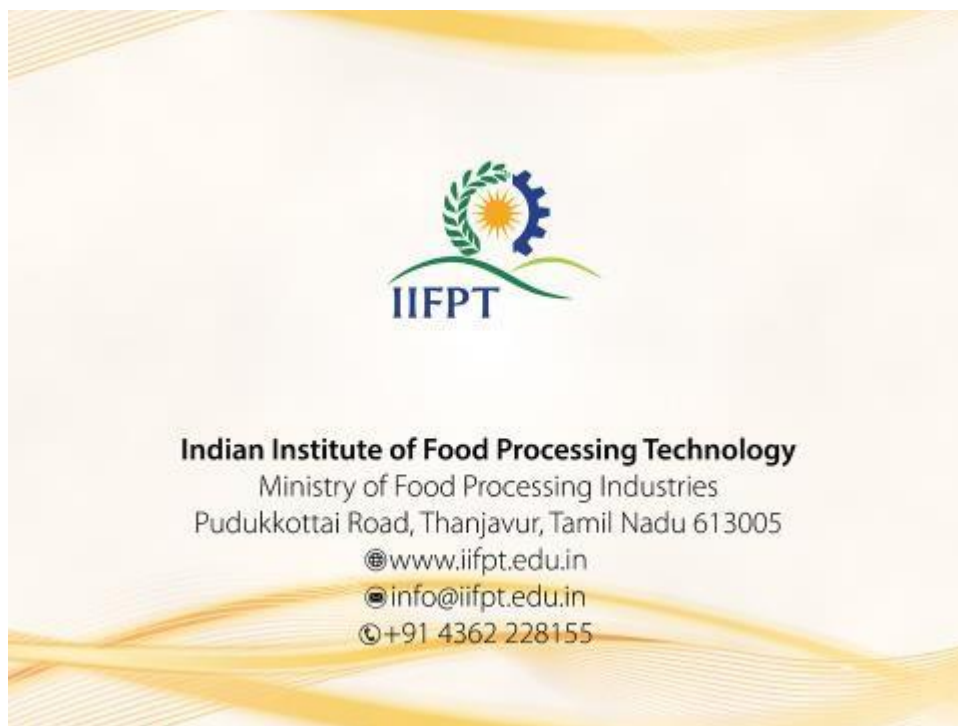 IIFPT
Indian Institute of Food Processing Technology
Ministry of Food Processing Industries
Pudukkottai Road, Thanjavur, Tamil Nadu 613005
www.iifpt.edu.in
info@iifpt.edu.in
+91 4362 228155